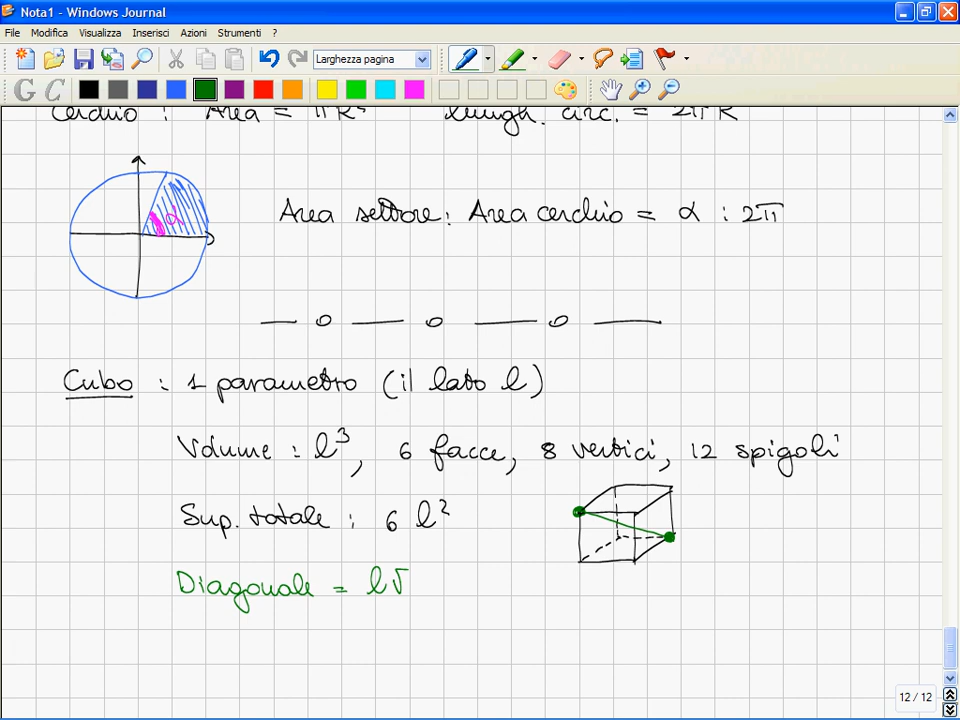 Nota1 - Windows Journal
File Modifica Visualizza Inserisci Azioni Strumenti ?
Larghezza pagina
G C
Cerchio : Area = πR² lungh. circ. = 2πR
α
Area settore : Area cerchio = α : 2π
Cubo : 1 parametro (il lato l)
Volume : l³, 6 facce, 8 vertici, 12 spigoli
Sup. totale : 6 l²
Diagonale = l√
12 / 12